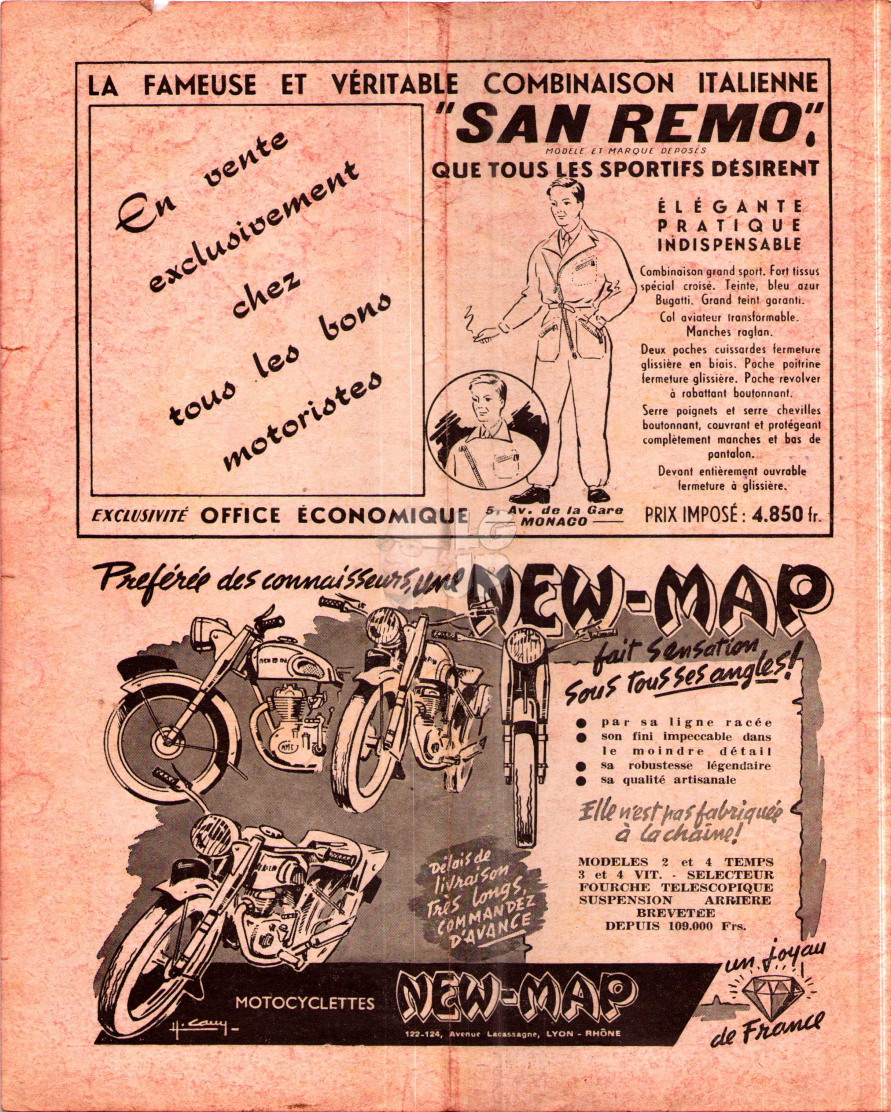 LA FAMEUSE ET VÉRITABLE COMBINAISON ITALIENNE
"SAN REMO",
MODELE ET MARQUE DEPOSÉS
QUE TOUS LES SPORTIFS DÉSIRENT
En vente
exclusivement
chez
tous les bons
motoristes
ÉLÉGANTE
PRATIQUE
INDISPENSABLE
Combinaison grand sport. Fort tissus
spécial croisé. Teinte, bleu azur
Bugatti. Grand teint garanti.
Col aviateur transformable.
Manches raglan.
Deux poches cuissardes fermeture
glissière en biais. Poche poitrine
fermeture glissière. Poche revolver
à rabattant boutonnant.
Serre poignets et serre chevilles
boutonnant, couvrant et protégeant
complètement manches et bas de
pantalon.
Devant entièrement ouvrable
fermeture à glissière.
EXCLUSIVITÉ OFFICE ÉCONOMIQUE 5, Av. de la Gare
MONACO
PRIX IMPOSÉ : 4.850 fr.
LG
Preférée des connaisseurs, une NEW-MAP
fait sensation
sous tous ses angles!
● par sa ligne racée
● son fini impeccable dans
le moindre détail
● sa robustesse légendaire
● sa qualité artisanale
Elle n'est pas fabriquée
à la chaîne!
AMC
MODELES 2 et 4 TEMPS
3 et 4 VIT. - SELECTEUR
FOURCHE TELESCOPIQUE
SUSPENSION ARRIERE
BREVETEE
DEPUIS 109.000 Frs.
Délais de
livraison
Très longs,
COMMANDEZ
D'AVANCE
MOTOCYCLETTES NEW-MAP
122-124, Avenue Lacassagne, LYON - RHÔNE
un joyau
de France